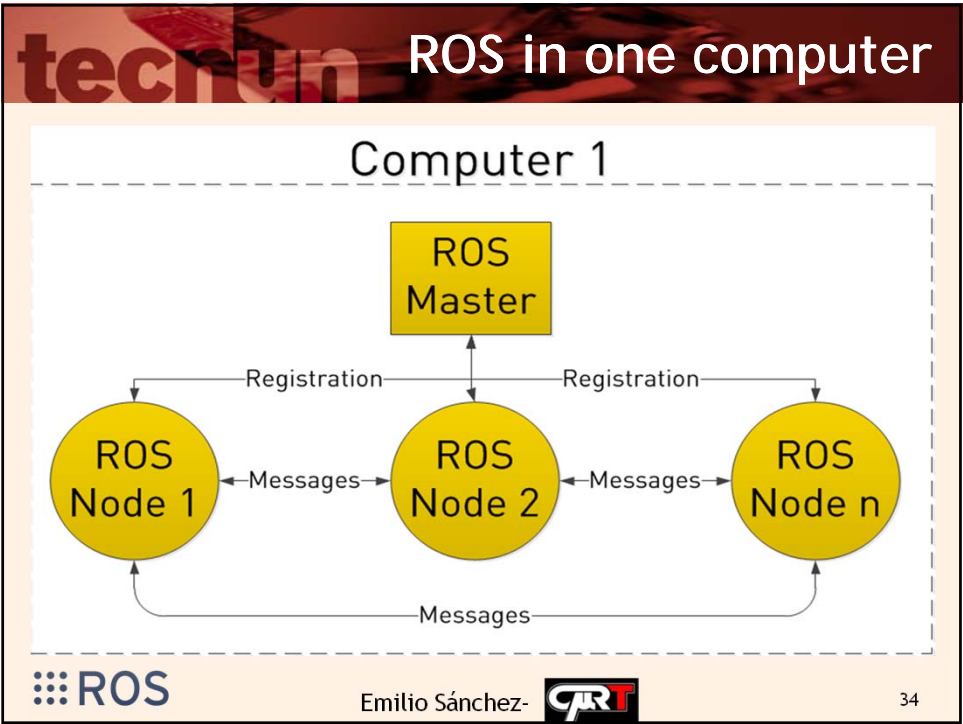 tecnun
ROS in one computer
Computer 1
ROS
Master
Registration
Registration
ROS
Node 1
Messages
ROS
Node 2
Messages
ROS
Node n
Messages
ROS
Emilio Sánchez-
34